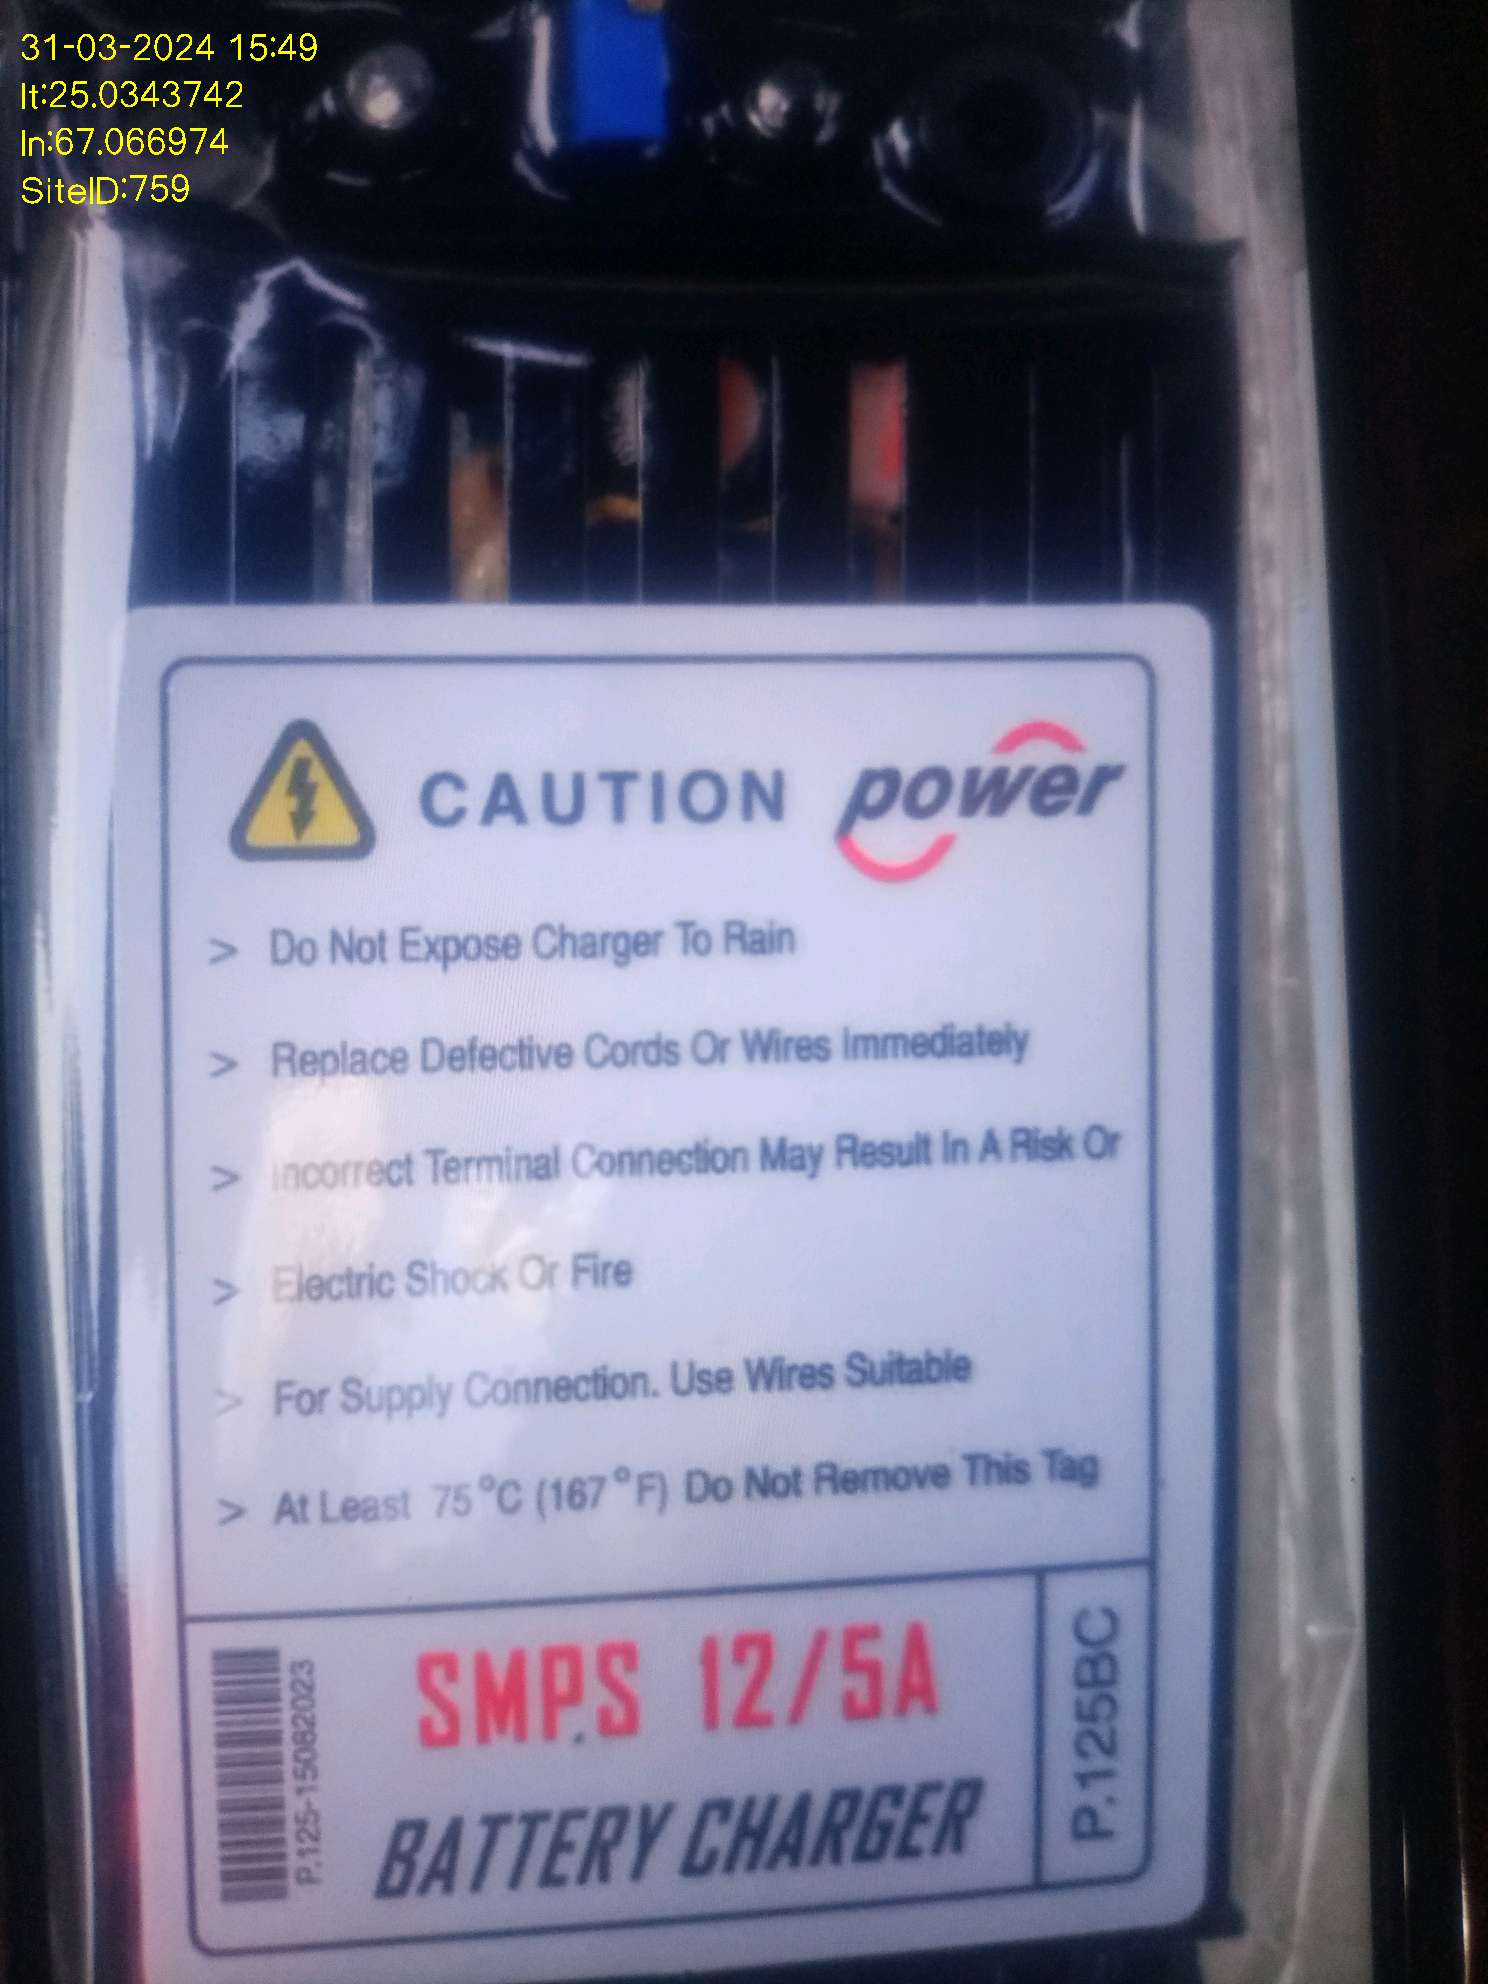 31-03-2024 15:49
lt:25.0343742
ln:67.066974
SiteID:759
CAUTION power
> Do Not Expose Charger To Rain
> Replace Defective Cords Or Wires Immediately
> Incorrect Terminal Connection May Result In A Risk Or
> Electric Shock Or Fire
> For Supply Connection. Use Wires Suitable
> At Least 75°C (167°F) Do Not Remove This Tag
P.125-15082023
SMP.S 12/5A
BATTERY CHARGER
P.125BC